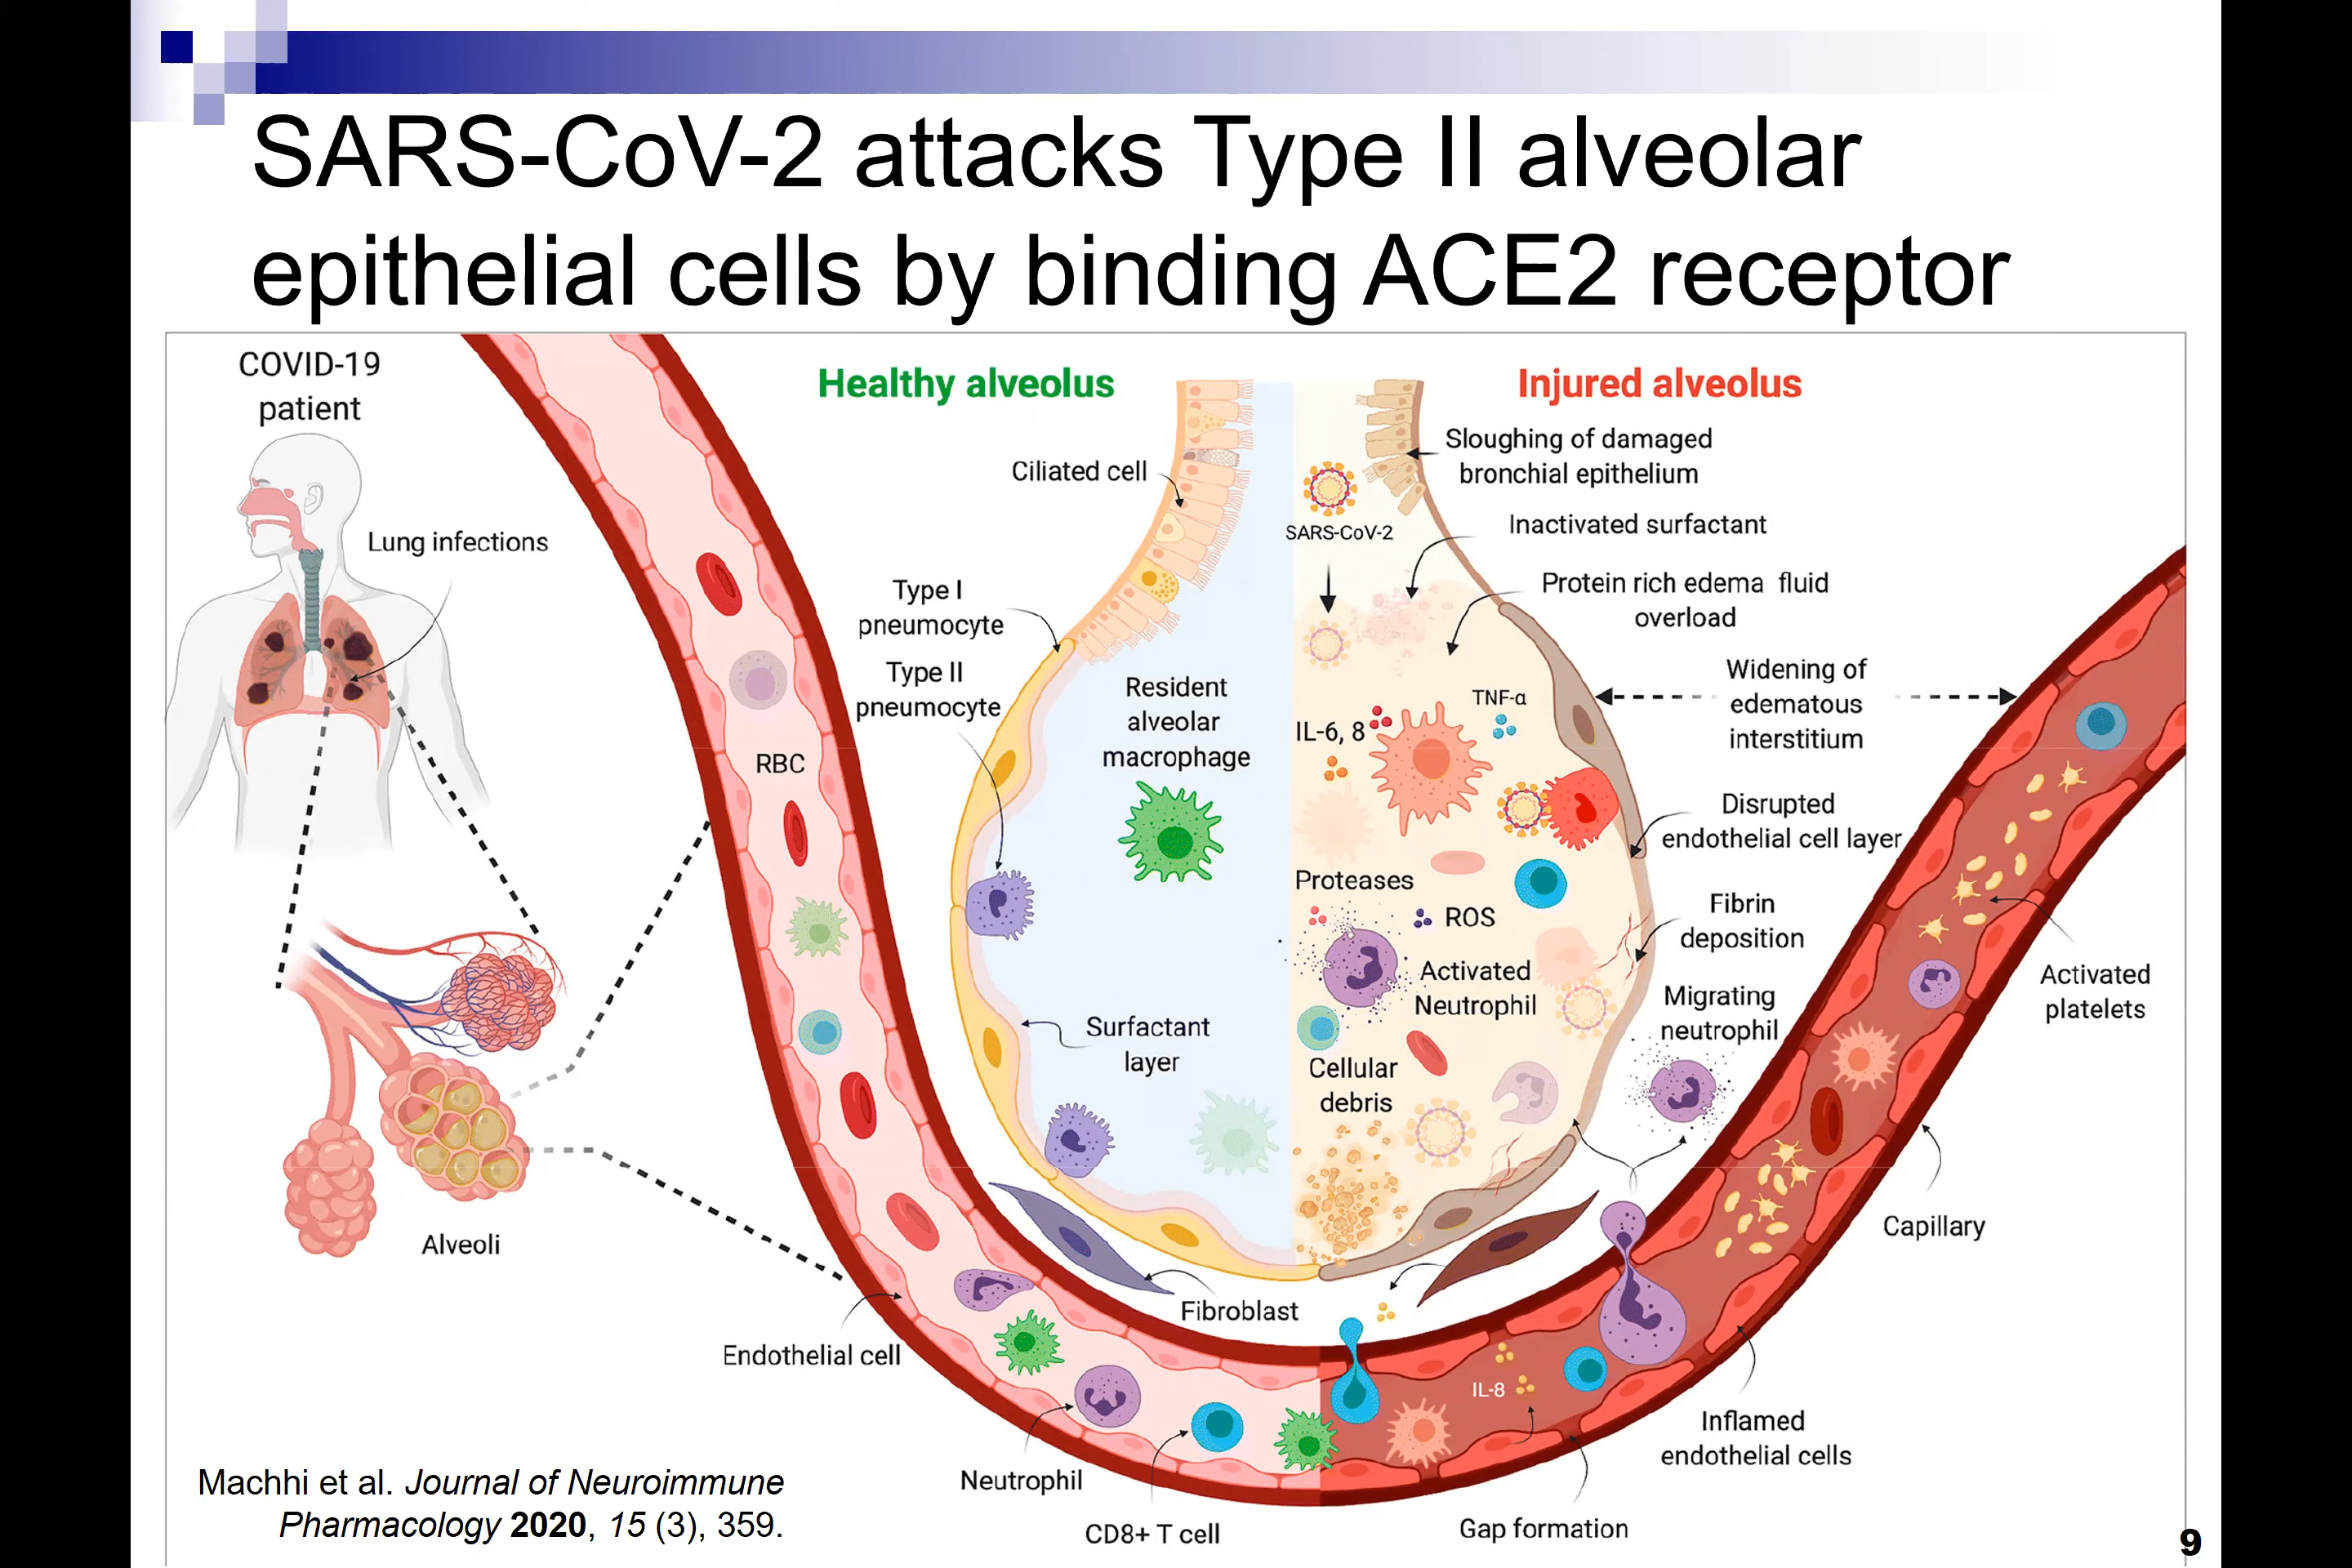 SARS-CoV-2 attacks Type II alveolar
epithelial cells by binding ACE2 receptor
COVID-19
patient
Lung infections
Alveoli
Healthy alveolus
Ciliated cell
Type I
pneumocyte
Type II
pneumocyte
RBC
Resident
alveolar
macrophage
Surfactant
layer
Fibroblast
Endothelial cell
Neutrophil
CD8+ T cell
Injured alveolus
Sloughing of damaged
bronchial epithelium
SARS-CoV-2
Inactivated surfactant
Protein rich edema fluid
overload
Widening of
edematous
interstitium
TNF-α
IL-6, 8
Disrupted
endothelial cell layer
Proteases
ROS
Fibrin
deposition
Activated
Neutrophil
Migrating
neutrophil
Activated
platelets
Cellular
debris
Capillary
IL-8
Inflamed
endothelial cells
Gap formation
Machhi et al. Journal of Neuroimmune
Pharmacology 2020, 15 (3), 359.
9